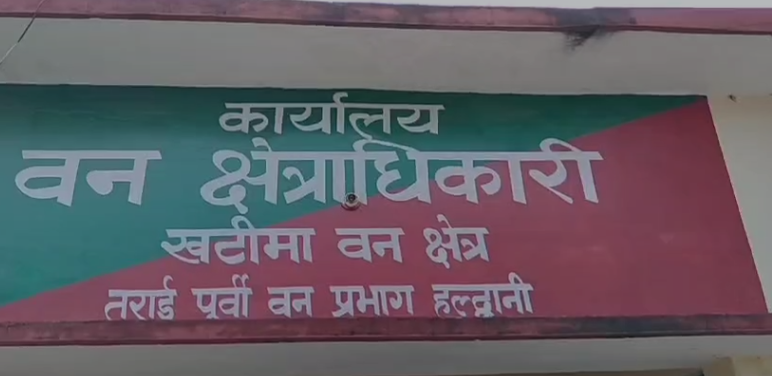 कार्यालय
वन क्षेत्राधिकारी
खटीमा वन क्षेत्र
तराई पूर्वी वन प्रभाग हल्द्वानी